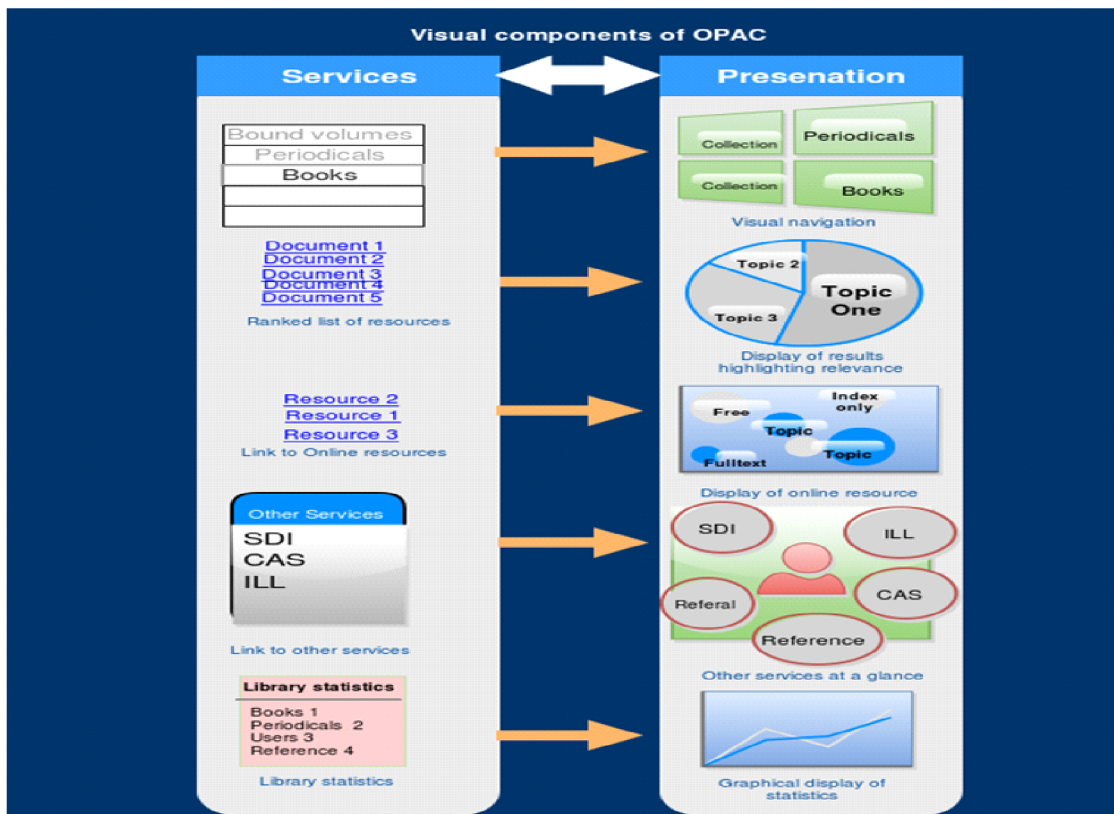 Visual components of OPAC
Services
Presenation
Bound volumes
Periodicals
Books
Collection
Periodicals
Collection
Books
Visual navigation
Document 1
Document 2
Document 3
Document 4
Document 5
Ranked list of resources
Topic 2
Topic One
Topic 3
Display of results
highlighting relevance
Resource 2
Resource 1
Resource 3
Link to Online resources
Free
Index
only
Topic
Topic
Fulltext
Display of online resource
Other Services
SDI
CAS
ILL
Link to other services
SDI
ILL
Referal
CAS
Reference
Other services at a glance
Library statistics
Books 1
Periodicals 2
Users 3
Reference 4
Library statistics
Graphical display of
statistics